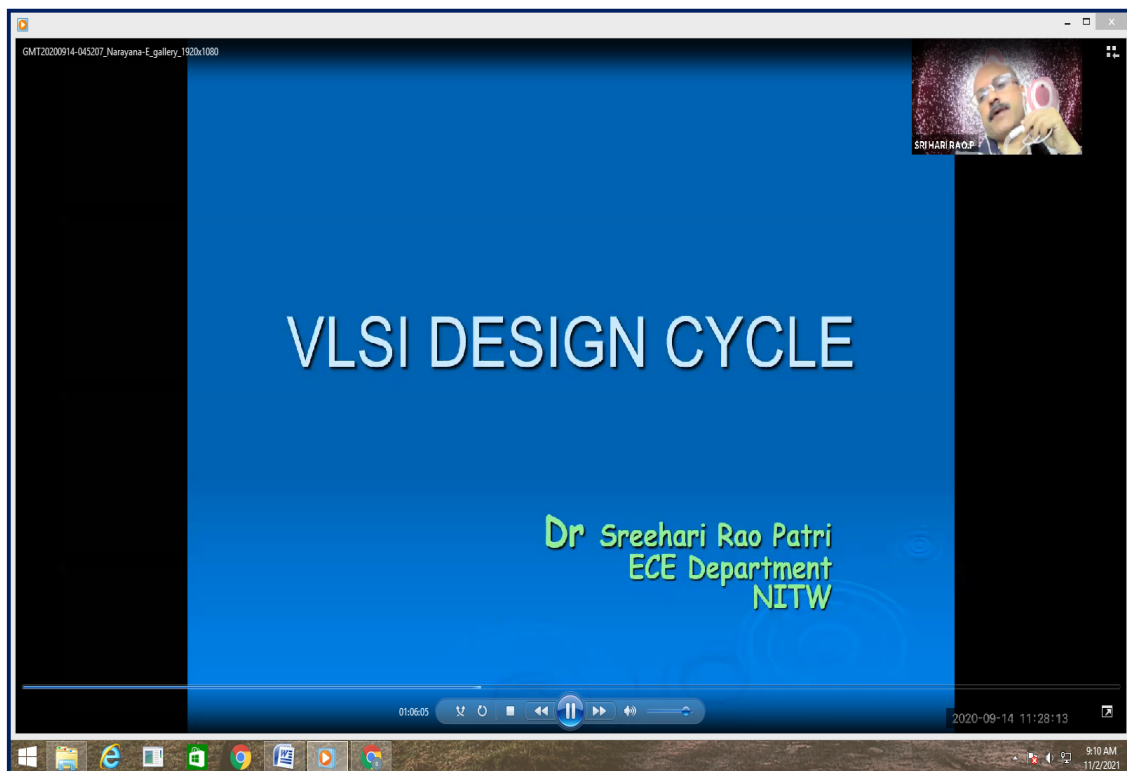 GMT20200914-045207_Narayana-E_gallery_1920x1080
SRI HARI RAO.P
VLSI DESIGN CYCLE
Dr Sreehari Rao Patri
ECE Department
NITW
01:06:05
2020-09-14 11:28:13
9:10 AM
11/2/2021